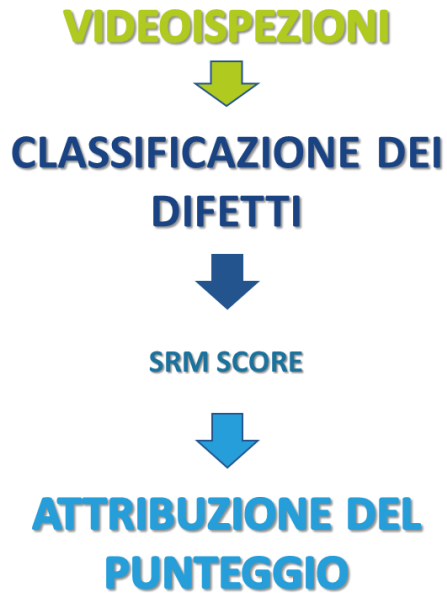 VIDEOISPEZIONI
CLASSIFICAZIONE DEI
DIFETTI
SRM SCORE
ATTRIBUZIONE DEL
PUNTEGGIO